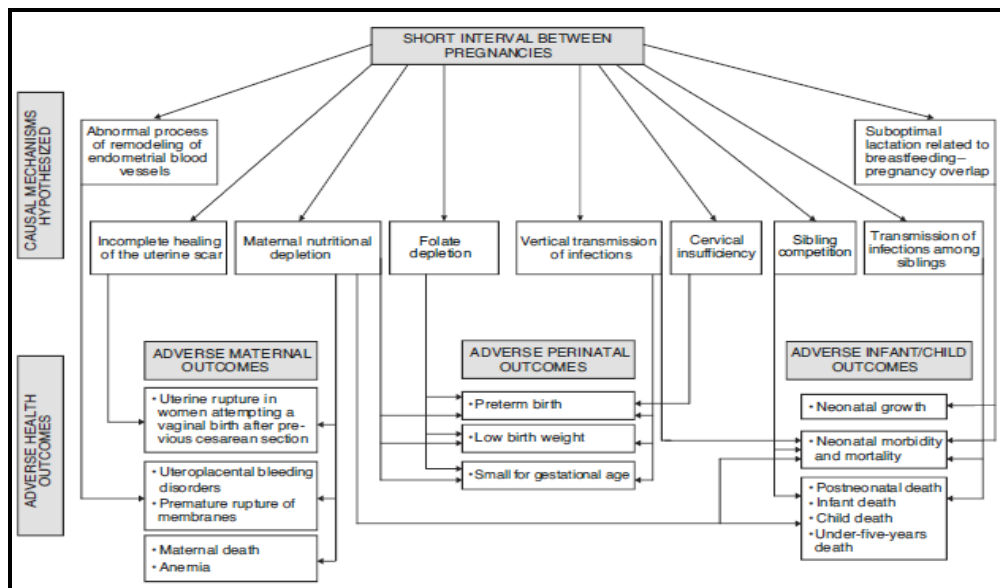 SHORT INTERVAL BETWEEN
PREGNANCIES
CAUSAL MECHANISMS
HYPOTHESIZED
Abnormal process of
remodeling of
endometrial blood
vessels
Suboptimal
lactation related to
breastfeeding–
pregnancy overlap
Incomplete healing
of the uterine scar
Maternal nutritional
depletion
Folate
depletion
Vertical transmission
of infections
Cervical
insufficiency
Sibling
competition
Transmission of
infections among
siblings
ADVERSE HEALTH
OUTCOMES
ADVERSE MATERNAL
OUTCOMES
• Uterine rupture in
women attempting a
vaginal birth after pre-
vious cesarean section
• Uteroplacental bleeding
disorders
• Premature rupture of
membranes
• Maternal death
• Anemia
ADVERSE PERINATAL
OUTCOMES
• Preterm birth
• Low birth weight
• Small for gestational age
ADVERSE INFANT/CHILD
OUTCOMES
• Neonatal growth
• Neonatal morbidity
and mortality
• Postneonatal death
• Infant death
• Child death
• Under-five-years
death